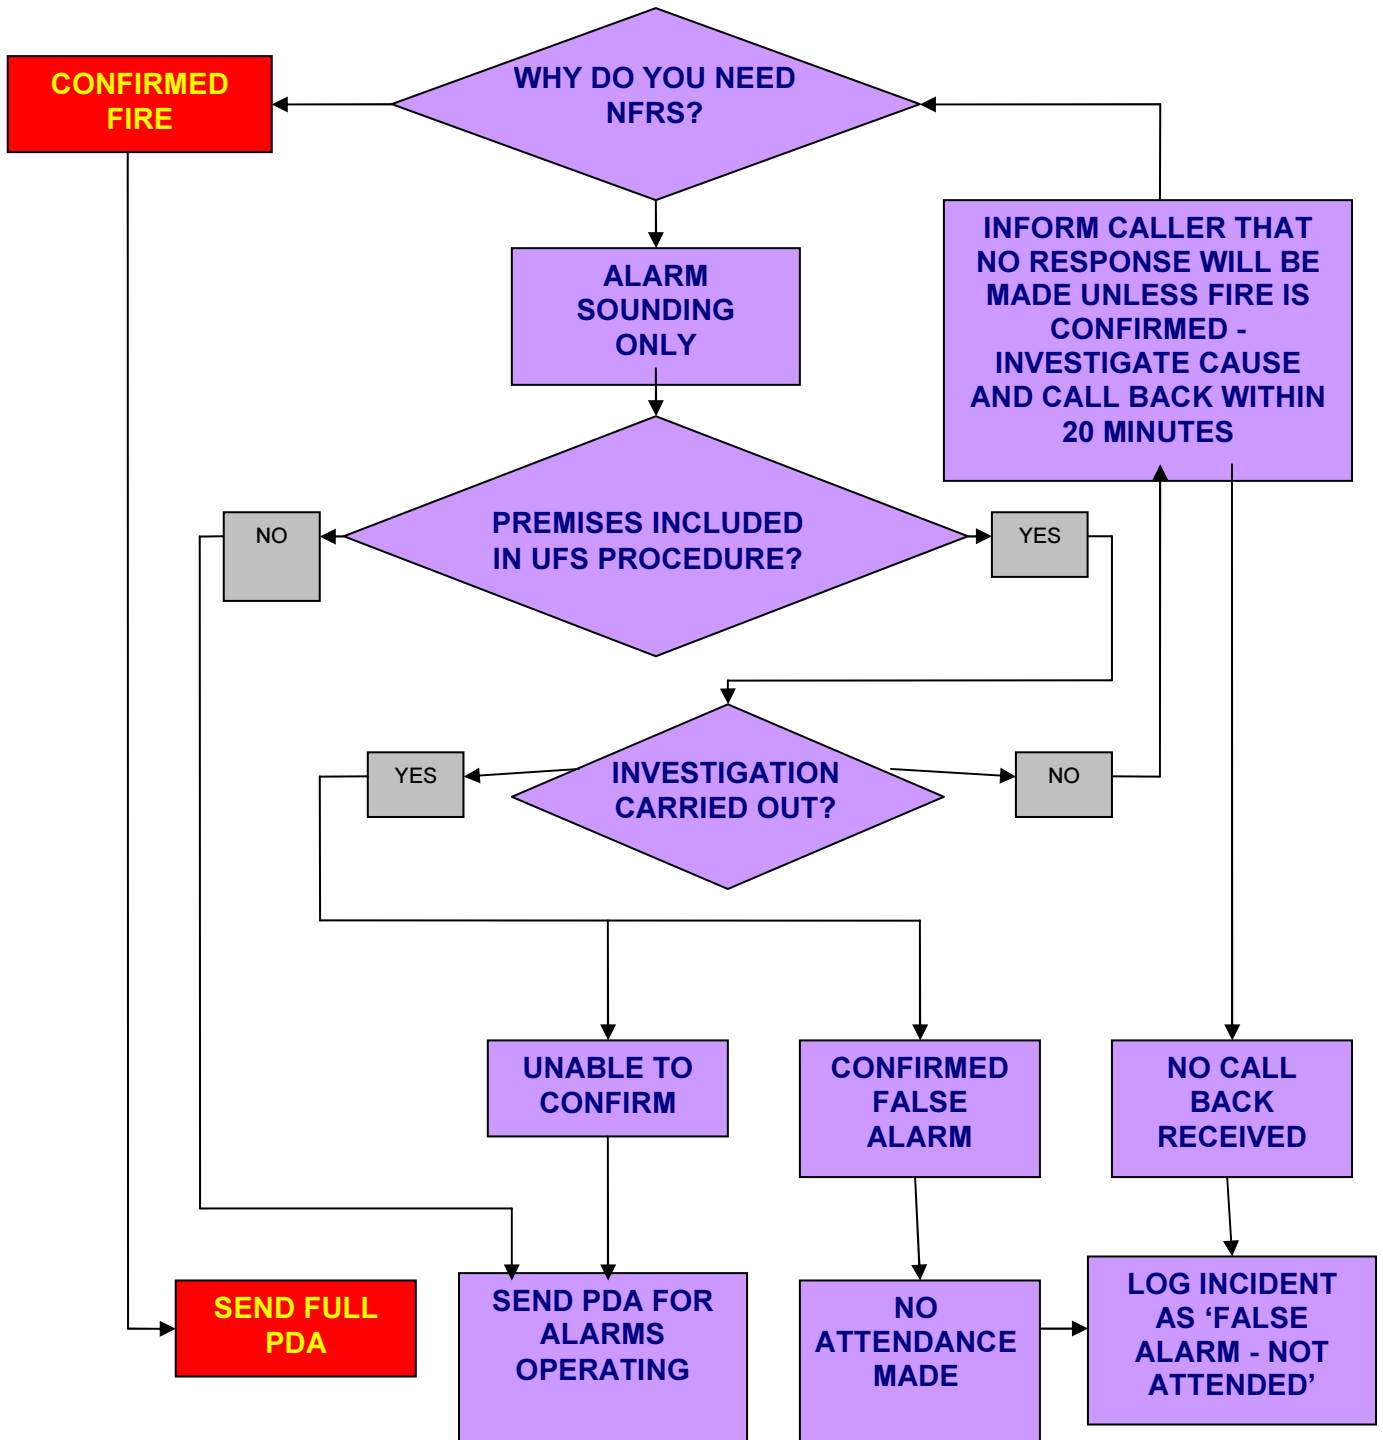 WHY DO YOU NEED
NFRS?
CONFIRMED
FIRE
INFORM CALLER THAT
NO RESPONSE WILL BE
MADE UNLESS FIRE IS
CONFIRMED -
INVESTIGATE CAUSE
AND CALL BACK WITHIN
20 MINUTES
ALARM
SOUNDING
ONLY
PREMISES INCLUDED
IN UFS PROCEDURE?
NO
YES
INVESTIGATION
CARRIED OUT?
YES
NO
UNABLE TO
CONFIRM
CONFIRMED
FALSE
ALARM
NO CALL
BACK
RECEIVED
SEND FULL
PDA
SEND PDA FOR
ALARMS
OPERATING
NO
ATTENDANCE
MADE
LOG INCIDENT
AS ‘FALSE
ALARM - NOT
ATTENDED’